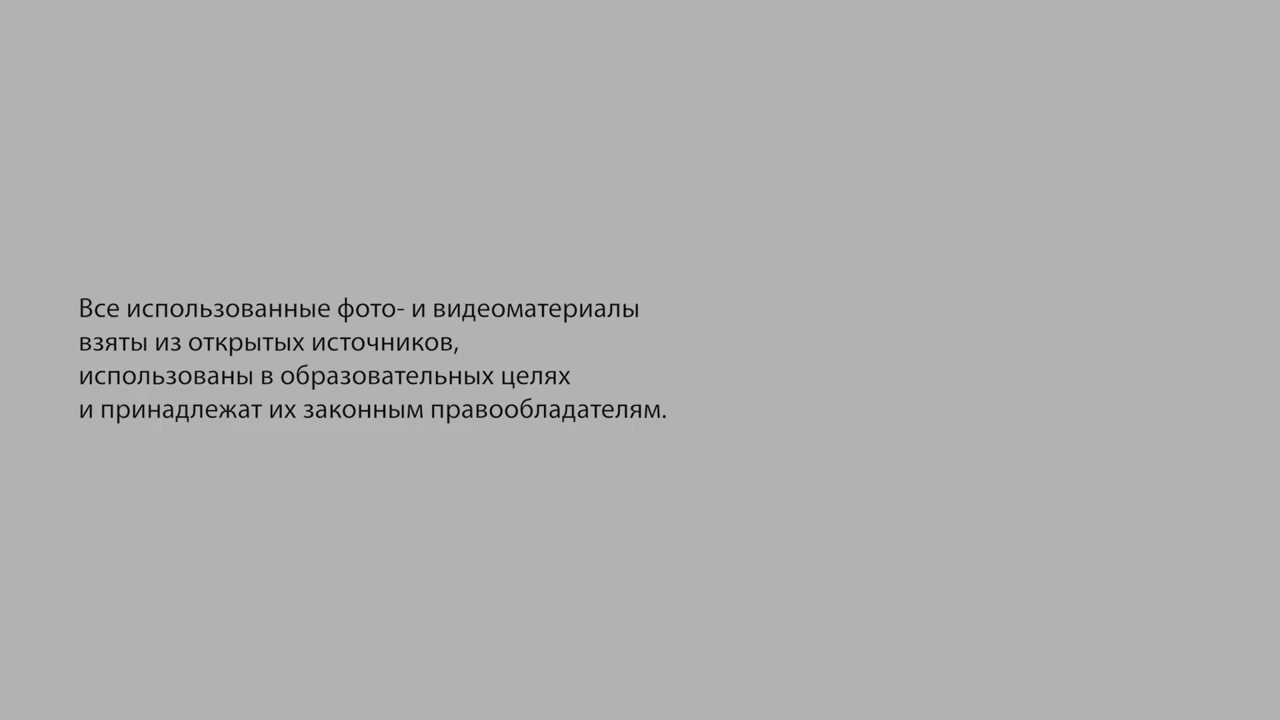 Все использованные фото- и видеоматериалы
взяты из открытых источников,
использованы в образовательных целях
и принадлежат их законным правообладателям.